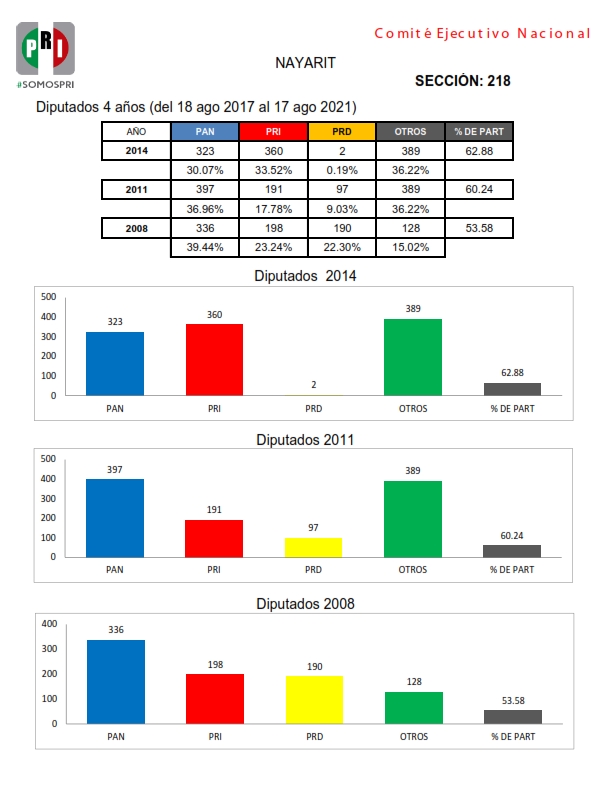 Comité Ejecutivo Nacional
PRI
#SOMOSPRI
NAYARIT
SECCIÓN: 218
Diputados 4 años (del 18 ago 2017 al 17 ago 2021)
AÑO PAN PRI PRD OTROS % DE PART
2014 323 360 2 389 62.88
30.07% 33.52% 0.19% 36.22%
2011 397 191 97 389 60.24
36.96% 17.78% 9.03% 36.22%
2008 336 198 190 128 53.58
39.44% 23.24% 22.30% 15.02%
Diputados 2014
500
400
300
200
100
0
323 360 2 389 62.88
PAN PRI PRD OTROS % DE PART
Diputados 2011
500
400
300
200
100
0
397 191 97 389 60.24
PAN PRI PRD OTROS % DE PART
Diputados 2008
400
300
200
100
0
336 198 190 128 53.58
PAN PRI PRD OTROS % DE PART